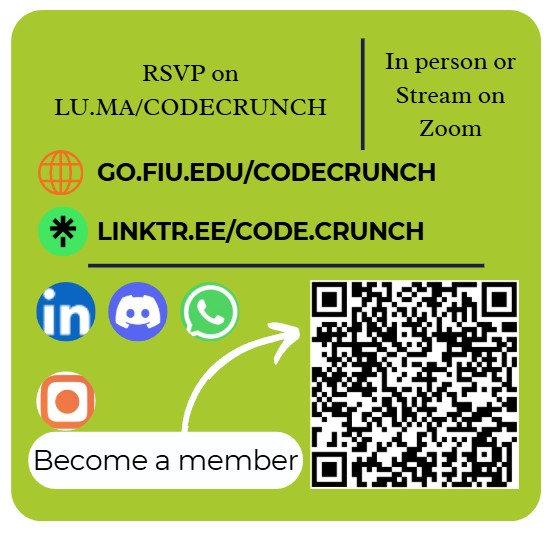 RSVP on
LU.MA/CODECRUNCH
In person or
Stream on
Zoom
GO.FIU.EDU/CODECRUNCH
LINKTR.EE/CODE.CRUNCH
in
Become a member